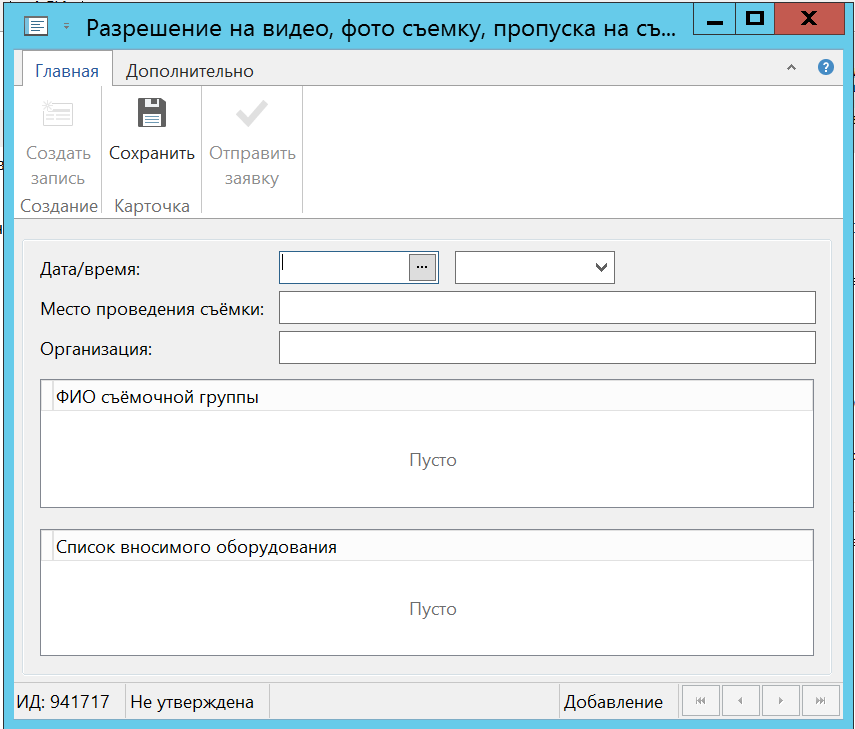 Разрешение на видео, фото съемку, пропуска на съ...
Главная Дополнительно
Создать запись
Сохранить
Отправить заявку
Создание Карточка
Дата/время:
Место проведения съёмки:
Организация:
ФИО съёмочной группы
Пусто
Список вносимого оборудования
Пусто
ИД: 941717 Не утверждена Добавление